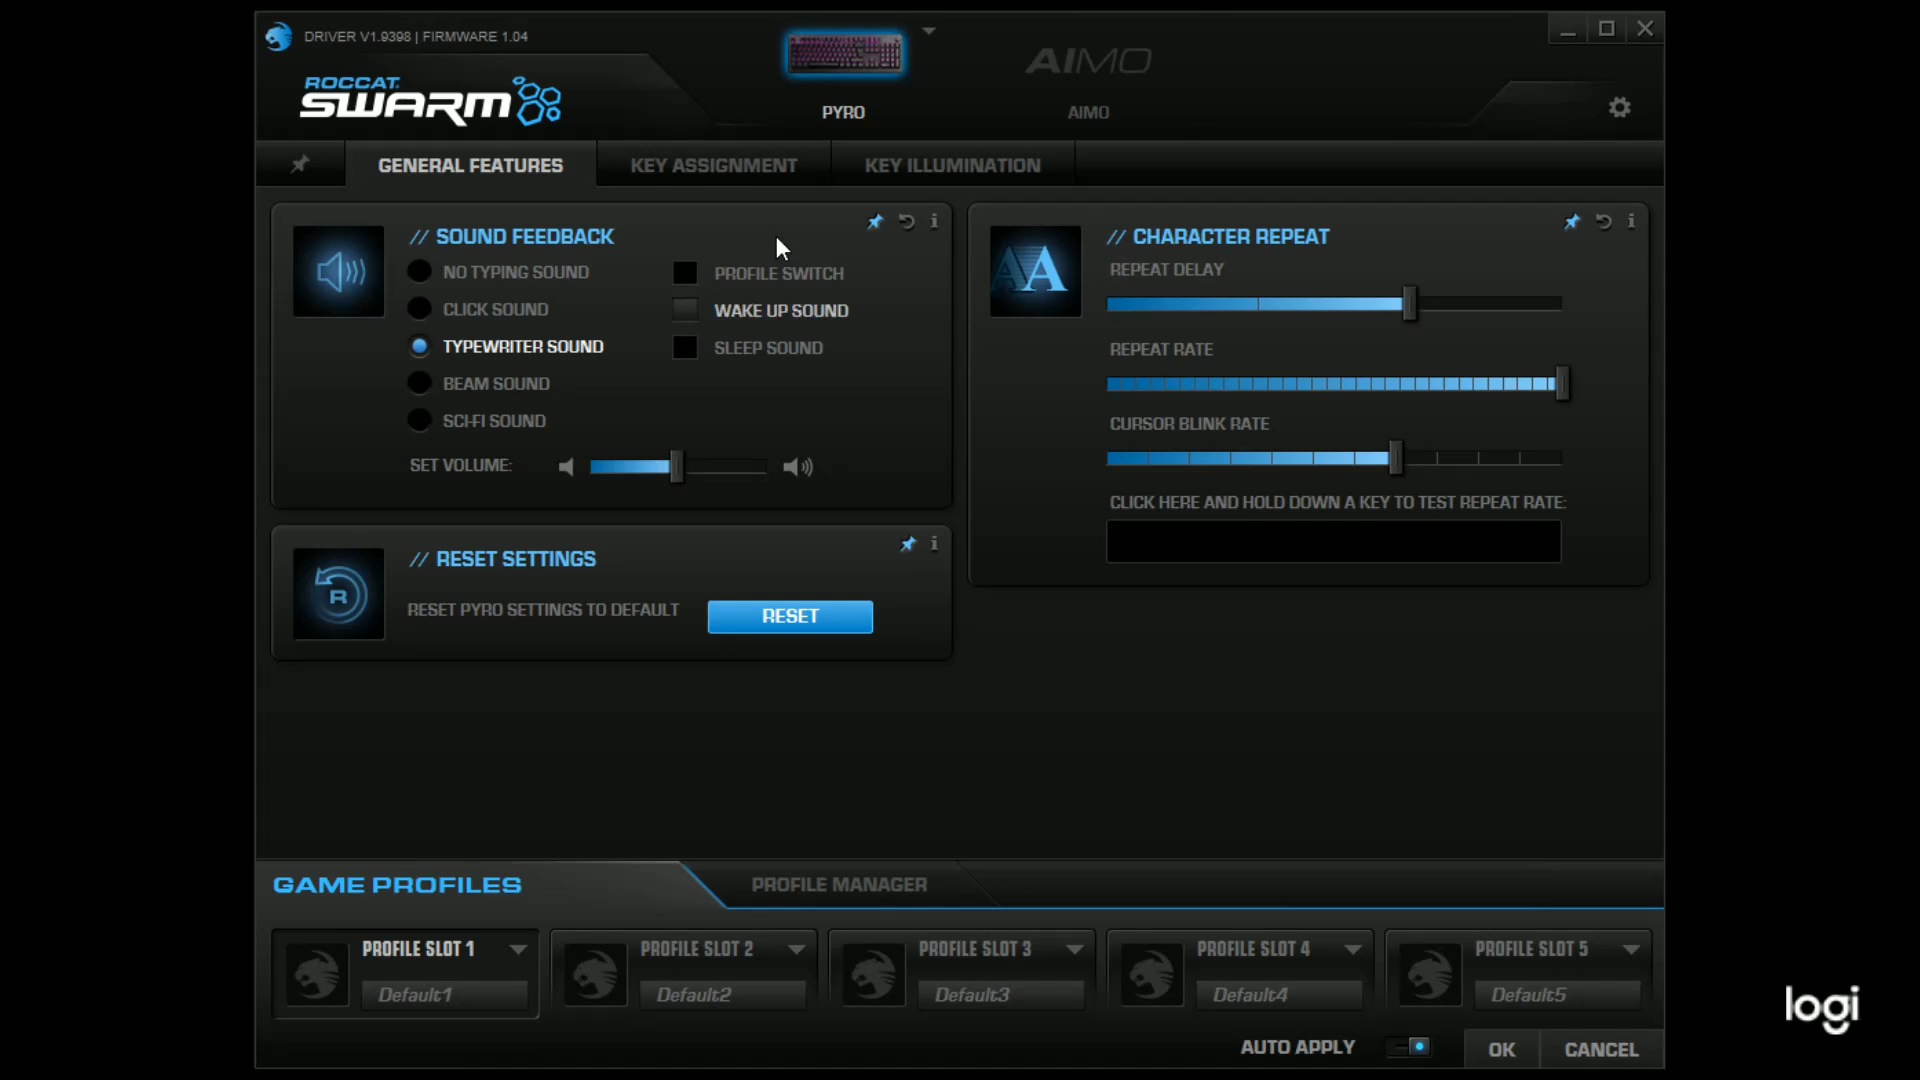 DRIVER V1.9398 | FIRMWARE 1.04
ROCCAT
SWARM
AIMO
PYRO
AIMO
GENERAL FEATURES
KEY ASSIGNMENT
KEY ILLUMINATION
// SOUND FEEDBACK
NO TYPING SOUND
CLICK SOUND
TYPEWRITER SOUND
BEAM SOUND
SCI-FI SOUND
PROFILE SWITCH
WAKE UP SOUND
SLEEP SOUND
SET VOLUME:
// CHARACTER REPEAT
REPEAT DELAY
REPEAT RATE
CURSOR BLINK RATE
CLICK HERE AND HOLD DOWN A KEY TO TEST REPEAT RATE:
// RESET SETTINGS
RESET PYRO SETTINGS TO DEFAULT
RESET
GAME PROFILES
PROFILE MANAGER
PROFILE SLOT 1
Default1
PROFILE SLOT 2
Default2
PROFILE SLOT 3
Default3
PROFILE SLOT 4
Default4
PROFILE SLOT 5
Default5
AUTO APPLY
OK
CANCEL
logi